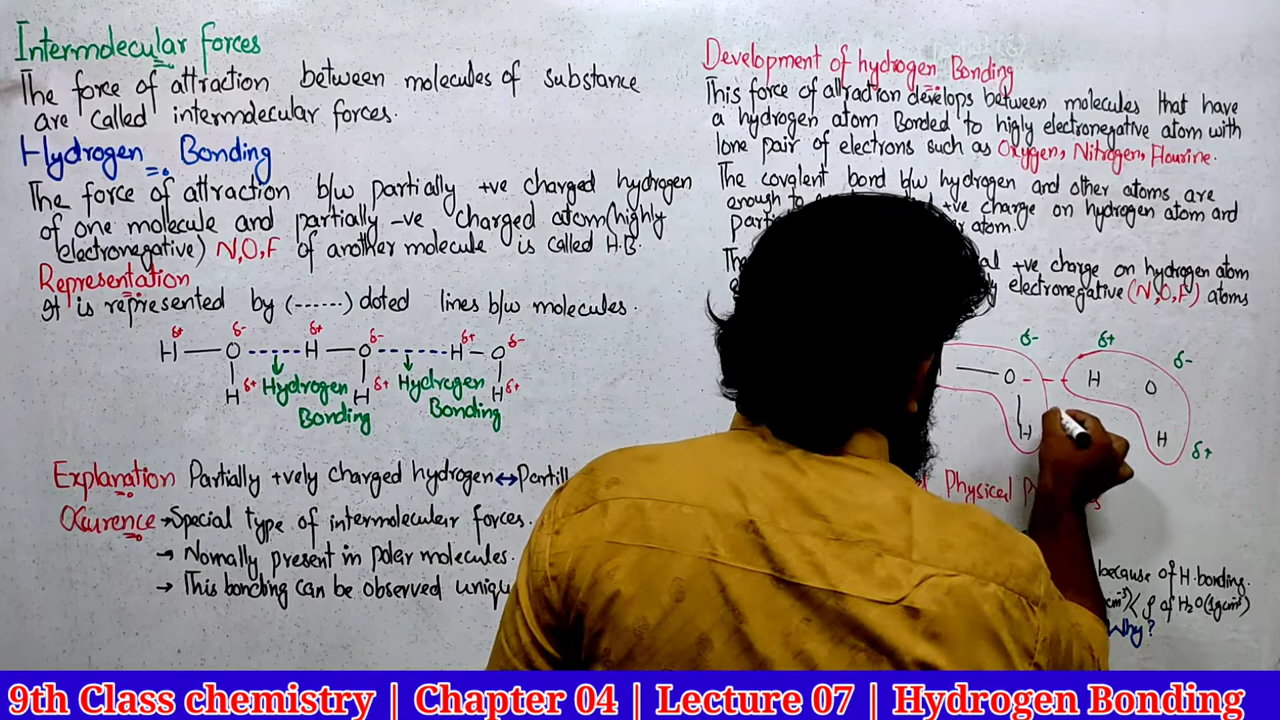 Intermolecular forces
The force of attraction between molecules of substance
are called intermolecular forces.
Hydrogen Bonding
The force of attraction b/w partially +ve charged hydrogen
of one molecule and partially -ve charged atom (highly
electronegative) N,O,F of another molecule is called H.B.
Representation
It is represented by (------) doted lines b/w molecules.
δ+ δ- δ+ δ- δ+ δ-
H — O ------ H — O ------ H — O
H δ+ H δ+ H δ+
Hydrogen Bonding
Hydrogen Bonding
Explanation Partially +vely charged hydrogen ↔
Occurence → Special type of intermolecular forces.
→ Normally present in polar molecules.
→ This bonding can be observed
Development of hydrogen Bonding
This force of attraction develops between molecules that have
a hydrogen atom Bonded to higly electronegative atom with
lone pair of electrons such as Oxygen, Nitrogen, Flourine.
The covalent bond b/w hydrogen and other atoms are
enough to +ve charge on hydrogen atom and
atom.
+ve charge on hydrogen atom
electronegative (N,O,F) atoms
δ- δ+ δ-
O H O
H H δ+
Physical
because of H.bonding.
cm³) < ρ of H₂O (1gcm³)
Why?
9th Class chemistry | Chapter 04 | Lecture 07 | Hydrogen Bonding